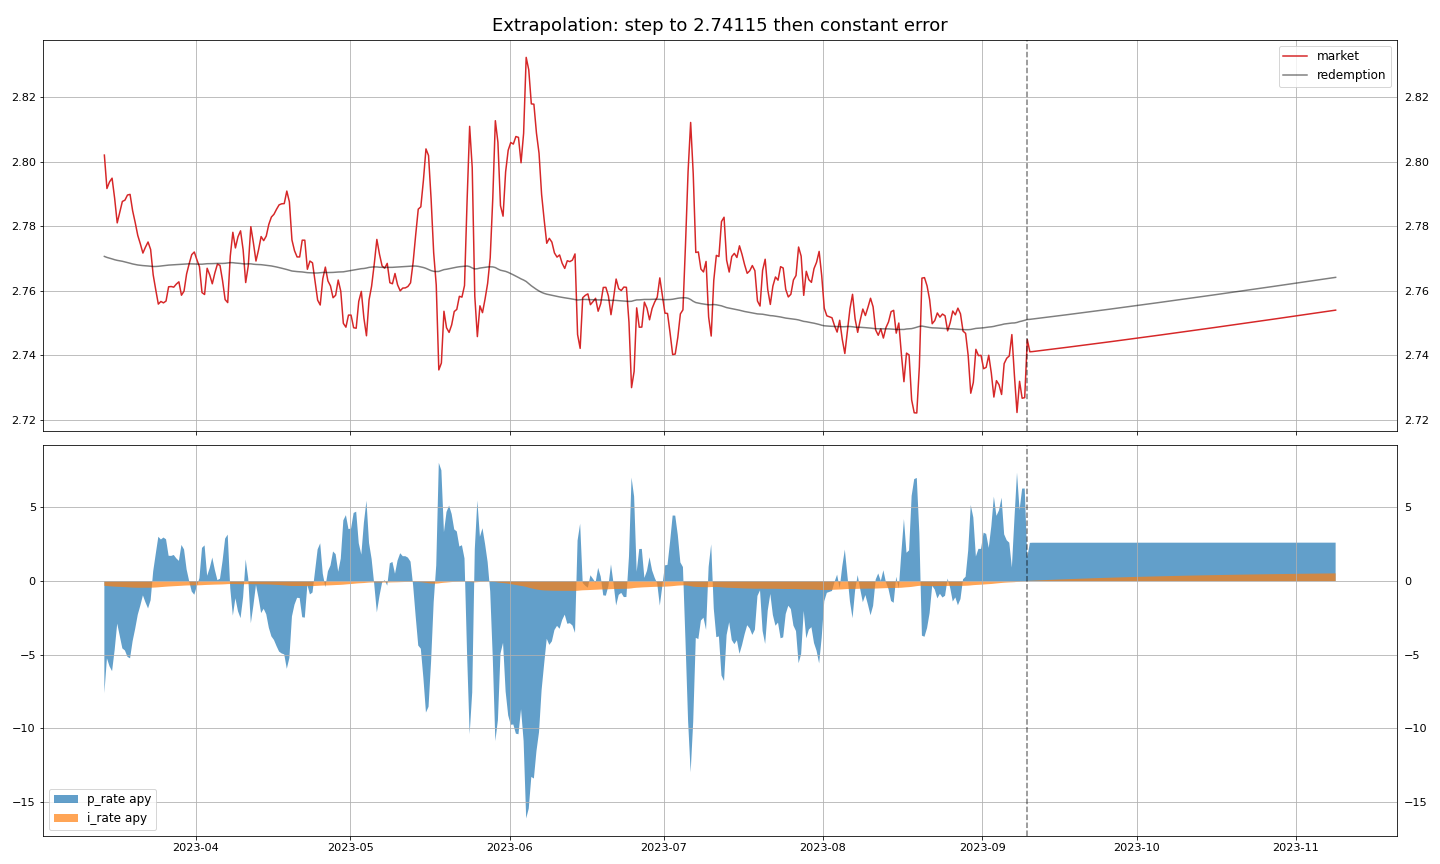 Extrapolation: step to 2.74115 then constant error
market
redemption
2.82 2.82
2.80 2.80
2.78 2.78
2.76 2.76
2.74 2.74
2.72 2.72
5 5
0 0
−5 −5
−10 −10
−15 −15
p_rate apy
i_rate apy
2023-04 2023-05 2023-06 2023-07 2023-08 2023-09 2023-10 2023-11